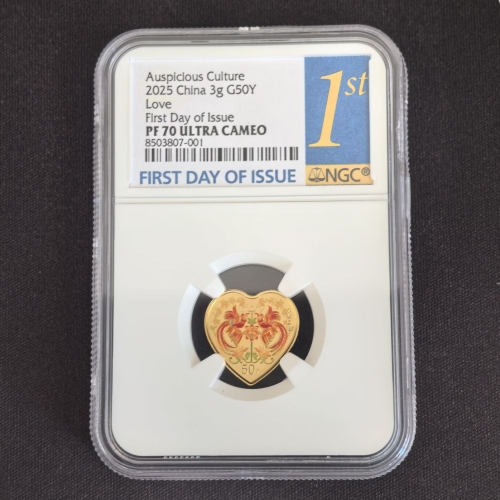 Auspicious Culture
2025 China 3g G50Y
Love
First Day of Issue
PF 70 ULTRA CAMEO
8503807-001
FIRST DAY OF ISSUE
1st
NGC®
50